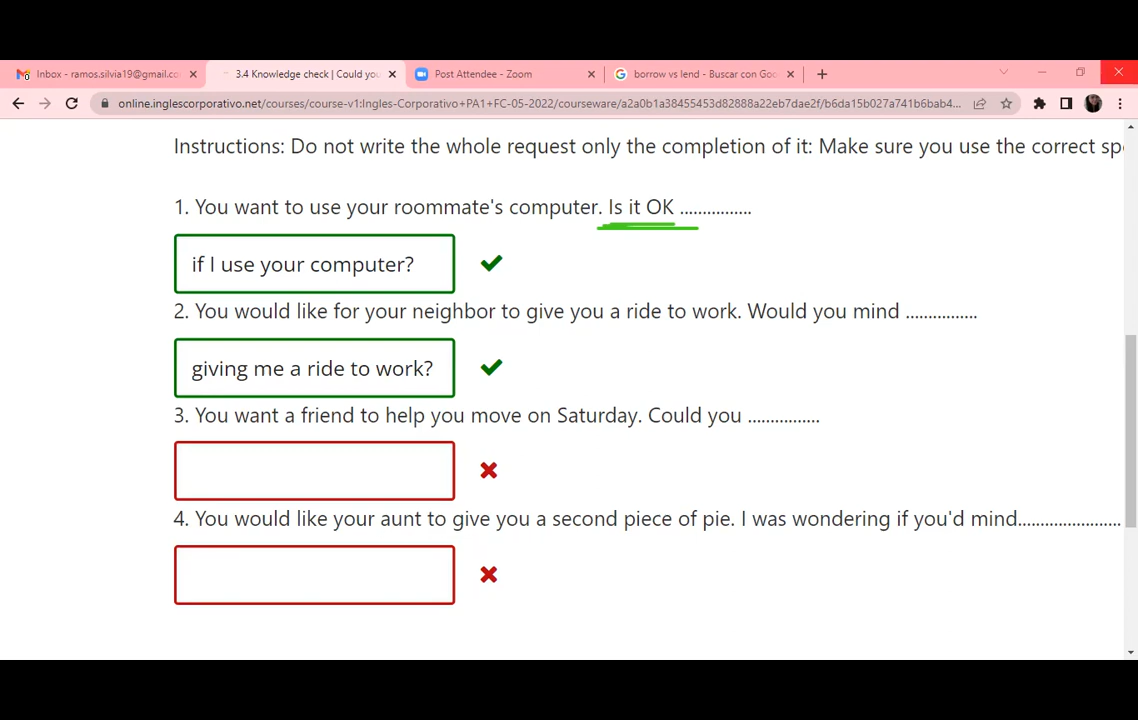 Inbox - ramos.silvia19@gmail.co
3.4 Knowledge check | Could you
Post Attendee - Zoom
borrow vs lend - Buscar con Goo
online.inglescorporativo.net/courses/course-v1:Ingles-Corporativo+PA1+FC-05-2022/courseware/a2a0b1a38455453d82888a22eb7dae2f/b6da15b027a741b6bab4...
Instructions: Do not write the whole request only the completion of it: Make sure you use the correct sp
1. You want to use your roommate's computer. Is it OK ................
if I use your computer?
2. You would like for your neighbor to give you a ride to work. Would you mind ................
giving me a ride to work?
3. You want a friend to help you move on Saturday. Could you ................
4. You would like your aunt to give you a second piece of pie. I was wondering if you'd mind.......................